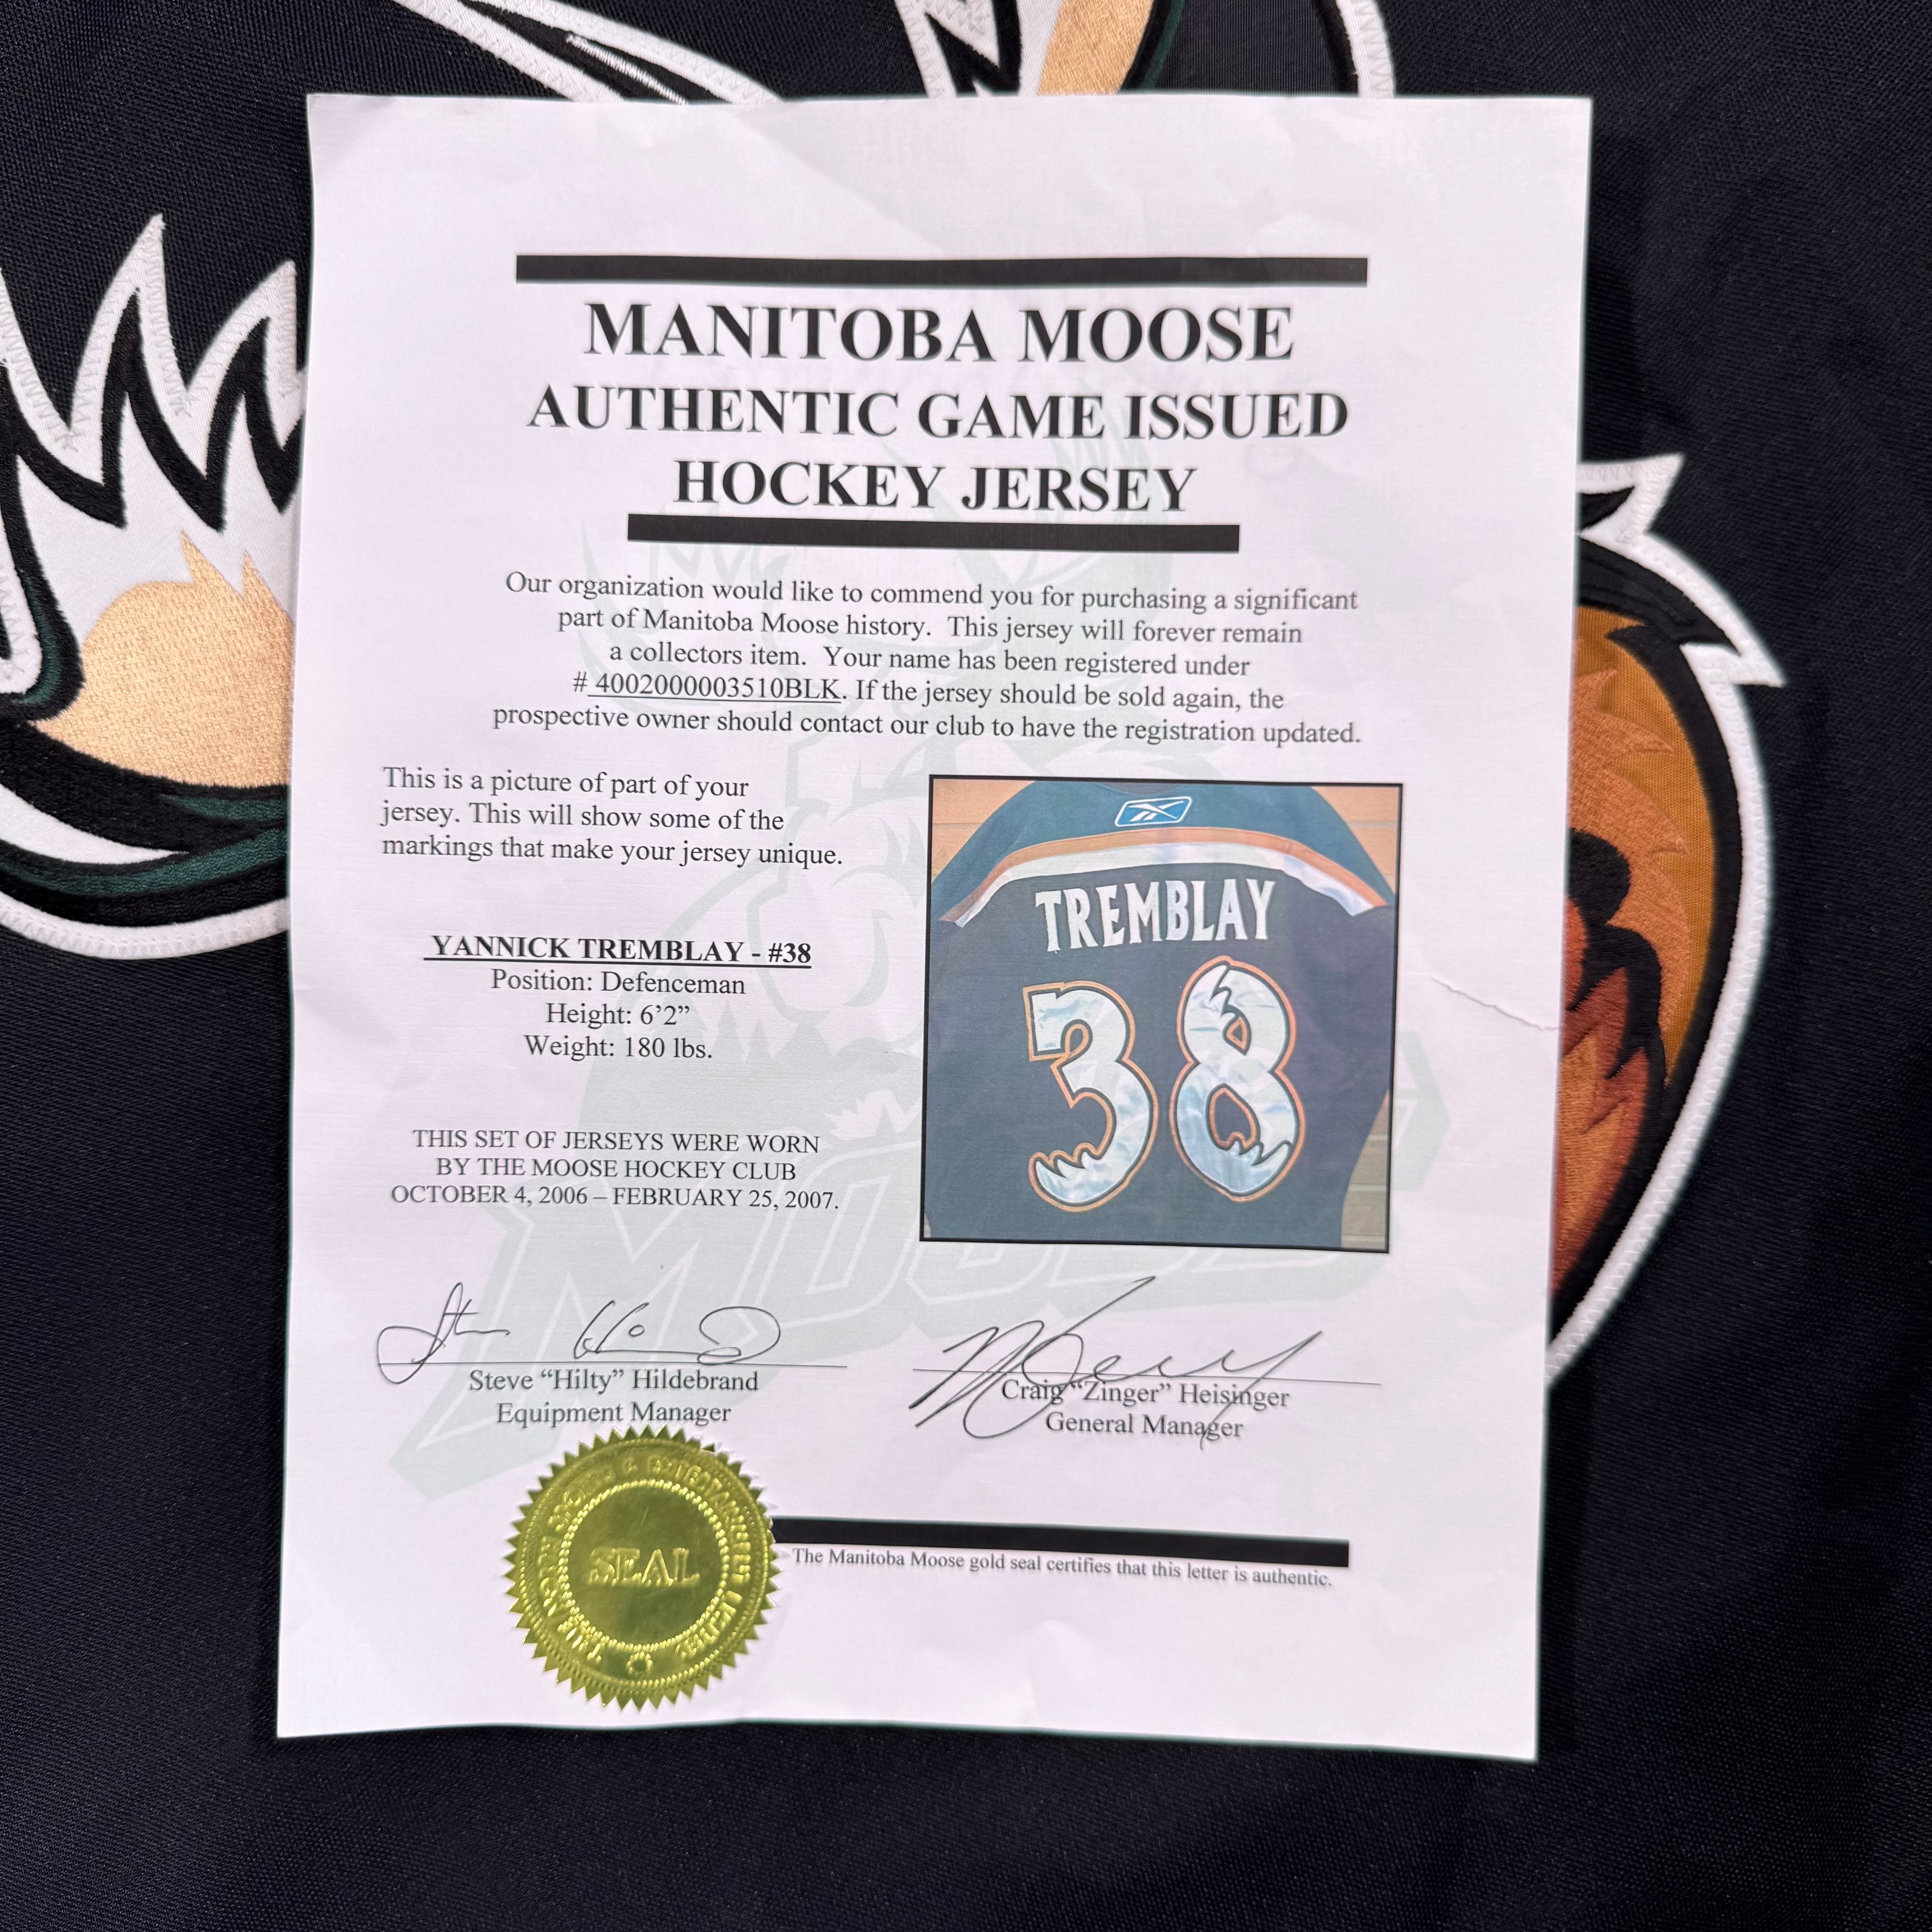 MANITOBA MOOSE
AUTHENTIC GAME ISSUED
HOCKEY JERSEY
Our organization would like to commend you for purchasing a significant
part of Manitoba Moose history.  This jersey will forever remain
a collectors item.  Your name has been registered under
# 4002000003510BLK. If the jersey should be sold again, the
prospective owner should contact our club to have the registration updated.
This is a picture of part of your
jersey. This will show some of the
markings that make your jersey unique.
YANNICK TREMBLAY - #38
Position: Defenceman
Height: 6’2”
Weight: 180 lbs.
THIS SET OF JERSEYS WERE WORN
BY THE MOOSE HOCKEY CLUB
OCTOBER 4, 2006 – FEBRUARY 25, 2007.
TREMBLAY
38
MOOSE
Steve “Hilty” Hildebrand
Equipment Manager
Craig “Zinger” Heisinger
General Manager
SEAL
The Manitoba Moose gold seal certifies that this letter is authentic.